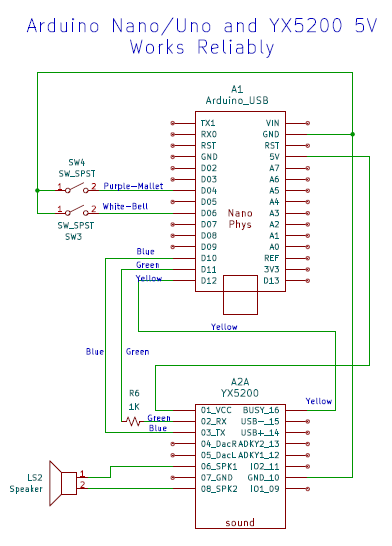 Arduino Nano/Uno and YX5200 5V
Works Reliably
A1
Arduino_USB
TX1 VIN
RX0 GND
RST RST
GND 5V
D02 A7
D03 A6
D04 A5
D05 A4
D06 A3
D07 A2
D08 A1
D09 A0
D10 REF
D11 3V3
D12 D13
Nano
Phys
SW4
SW_SPST
1 2 Purple-Mallet
1 2 White-Bell
SW_SPST
SW3
Blue
Green
Yellow
Yellow
Blue Green
Yellow
A2A
YX5200
R6
1K
Green
Blue
01_VCC BUSY_16
02_RX USB-_15
03_TX USB+_14
04_DacR ADKY2_13
05_DacL ADKY1_12
06_SPK1 IO2_11
07_GND GND_10
08_SPK2 IO1_09
LS2
Speaker
1
2
sound